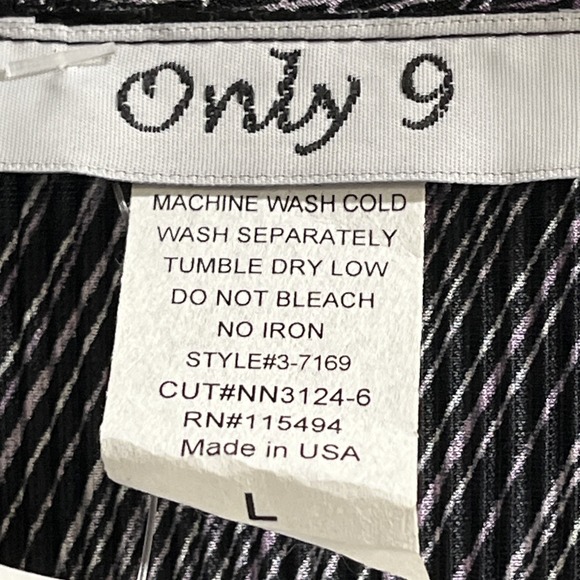 Only 9
MACHINE WASH COLD
WASH SEPARATELY
TUMBLE DRY LOW
DO NOT BLEACH
NO IRON
STYLE#3-7169
CUT#NN3124-6
RN#115494
Made in USA
L